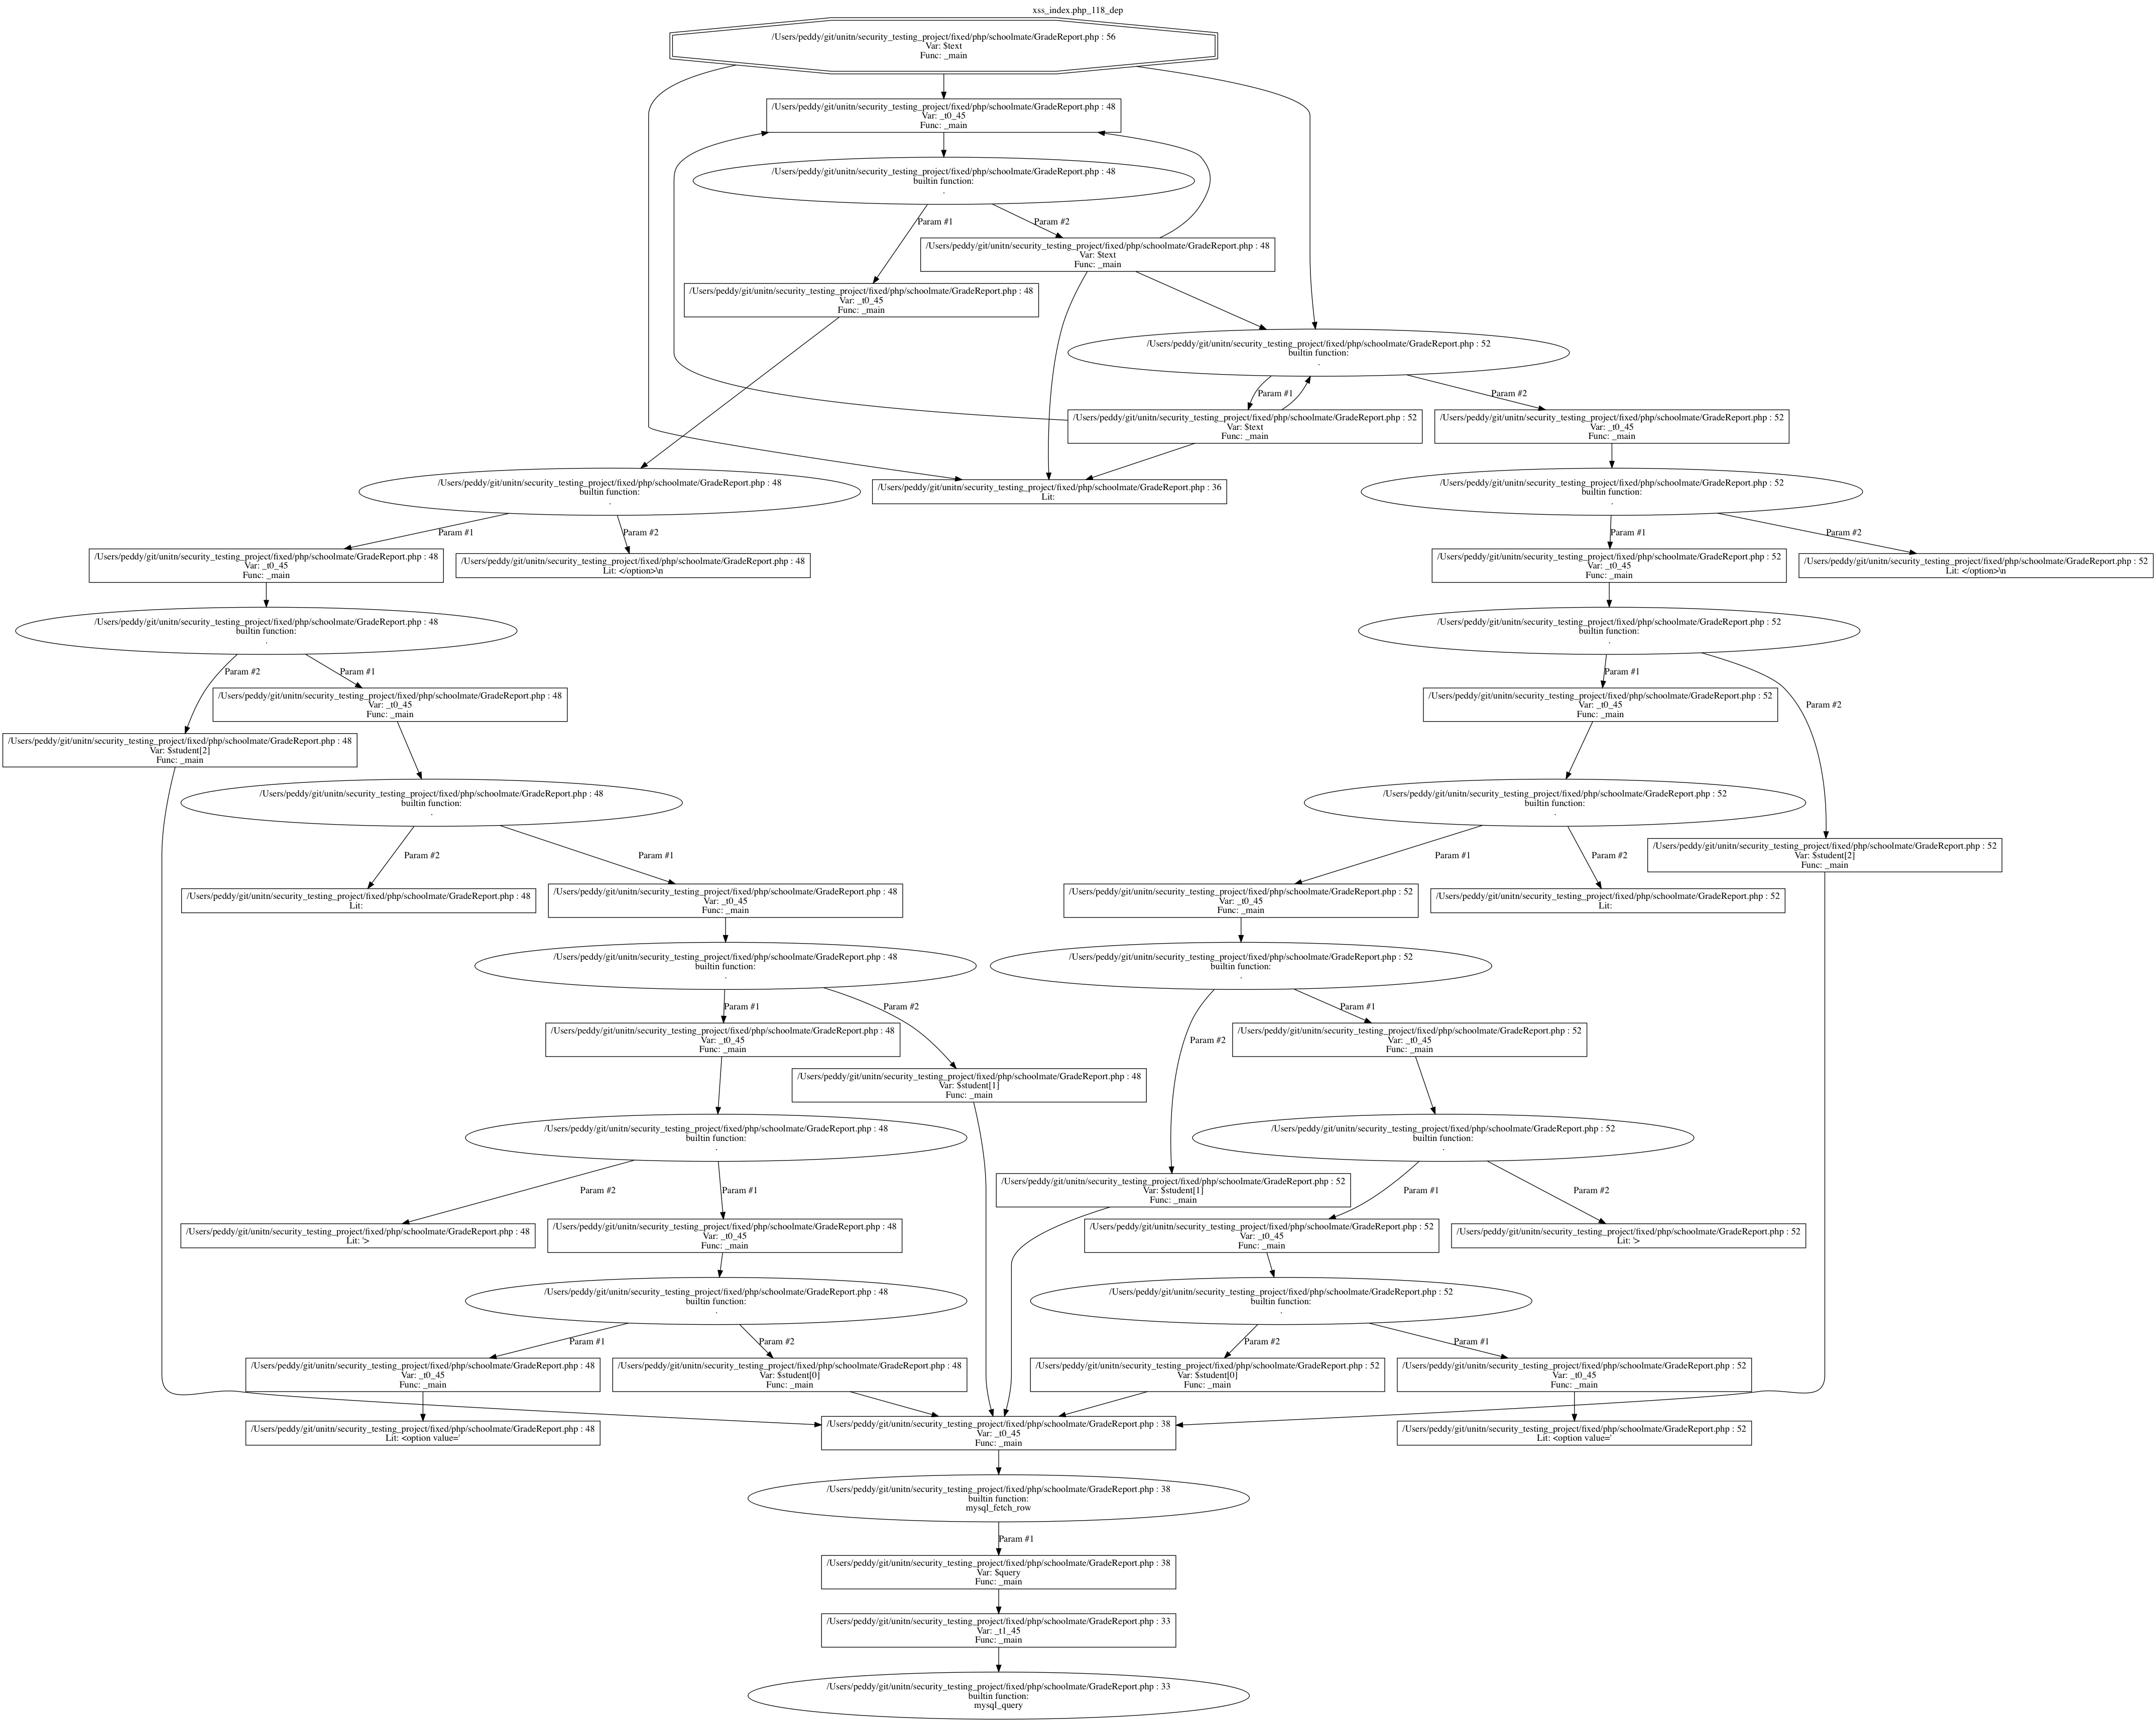 xss_index.php_118_dep
/Users/peddy/git/unitn/security_testing_project/fixed/php/schoolmate/GradeReport.php : 56
Var: $text
Func: _main
/Users/peddy/git/unitn/security_testing_project/fixed/php/schoolmate/GradeReport.php : 48
Var: _t0_45
Func: _main
/Users/peddy/git/unitn/security_testing_project/fixed/php/schoolmate/GradeReport.php : 48
builtin function:
.
Param #1
Param #2
/Users/peddy/git/unitn/security_testing_project/fixed/php/schoolmate/GradeReport.php : 48
Var: $text
Func: _main
/Users/peddy/git/unitn/security_testing_project/fixed/php/schoolmate/GradeReport.php : 48
Var: _t0_45
Func: _main
/Users/peddy/git/unitn/security_testing_project/fixed/php/schoolmate/GradeReport.php : 52
builtin function:
.
Param #1
Param #2
/Users/peddy/git/unitn/security_testing_project/fixed/php/schoolmate/GradeReport.php : 52
Var: $text
Func: _main
/Users/peddy/git/unitn/security_testing_project/fixed/php/schoolmate/GradeReport.php : 52
Var: _t0_45
Func: _main
/Users/peddy/git/unitn/security_testing_project/fixed/php/schoolmate/GradeReport.php : 48
builtin function:
.
/Users/peddy/git/unitn/security_testing_project/fixed/php/schoolmate/GradeReport.php : 36
Lit:
/Users/peddy/git/unitn/security_testing_project/fixed/php/schoolmate/GradeReport.php : 52
builtin function:
.
Param #1
Param #2
Param #1
Param #2
/Users/peddy/git/unitn/security_testing_project/fixed/php/schoolmate/GradeReport.php : 48
Var: _t0_45
Func: _main
/Users/peddy/git/unitn/security_testing_project/fixed/php/schoolmate/GradeReport.php : 48
Lit: </option>\n
/Users/peddy/git/unitn/security_testing_project/fixed/php/schoolmate/GradeReport.php : 52
Var: _t0_45
Func: _main
/Users/peddy/git/unitn/security_testing_project/fixed/php/schoolmate/GradeReport.php : 52
Lit: </option>\n
/Users/peddy/git/unitn/security_testing_project/fixed/php/schoolmate/GradeReport.php : 48
builtin function:
.
/Users/peddy/git/unitn/security_testing_project/fixed/php/schoolmate/GradeReport.php : 52
builtin function:
.
Param #2
Param #1
Param #1
Param #2
/Users/peddy/git/unitn/security_testing_project/fixed/php/schoolmate/GradeReport.php : 48
Var: _t0_45
Func: _main
/Users/peddy/git/unitn/security_testing_project/fixed/php/schoolmate/GradeReport.php : 52
Var: _t0_45
Func: _main
/Users/peddy/git/unitn/security_testing_project/fixed/php/schoolmate/GradeReport.php : 48
Var: $student[2]
Func: _main
/Users/peddy/git/unitn/security_testing_project/fixed/php/schoolmate/GradeReport.php : 48
builtin function:
.
/Users/peddy/git/unitn/security_testing_project/fixed/php/schoolmate/GradeReport.php : 52
builtin function:
.
/Users/peddy/git/unitn/security_testing_project/fixed/php/schoolmate/GradeReport.php : 52
Var: $student[2]
Func: _main
Param #2
Param #1
Param #1
Param #2
/Users/peddy/git/unitn/security_testing_project/fixed/php/schoolmate/GradeReport.php : 48
Lit:
/Users/peddy/git/unitn/security_testing_project/fixed/php/schoolmate/GradeReport.php : 48
Var: _t0_45
Func: _main
/Users/peddy/git/unitn/security_testing_project/fixed/php/schoolmate/GradeReport.php : 52
Var: _t0_45
Func: _main
/Users/peddy/git/unitn/security_testing_project/fixed/php/schoolmate/GradeReport.php : 52
Lit:
/Users/peddy/git/unitn/security_testing_project/fixed/php/schoolmate/GradeReport.php : 48
builtin function:
.
/Users/peddy/git/unitn/security_testing_project/fixed/php/schoolmate/GradeReport.php : 52
builtin function:
.
Param #1
Param #2
Param #2
Param #1
/Users/peddy/git/unitn/security_testing_project/fixed/php/schoolmate/GradeReport.php : 48
Var: _t0_45
Func: _main
/Users/peddy/git/unitn/security_testing_project/fixed/php/schoolmate/GradeReport.php : 52
Var: _t0_45
Func: _main
/Users/peddy/git/unitn/security_testing_project/fixed/php/schoolmate/GradeReport.php : 48
Var: $student[1]
Func: _main
/Users/peddy/git/unitn/security_testing_project/fixed/php/schoolmate/GradeReport.php : 48
builtin function:
.
/Users/peddy/git/unitn/security_testing_project/fixed/php/schoolmate/GradeReport.php : 52
builtin function:
.
Param #2
Param #1
/Users/peddy/git/unitn/security_testing_project/fixed/php/schoolmate/GradeReport.php : 52
Var: $student[1]
Func: _main
Param #1
Param #2
/Users/peddy/git/unitn/security_testing_project/fixed/php/schoolmate/GradeReport.php : 48
Lit: '>
/Users/peddy/git/unitn/security_testing_project/fixed/php/schoolmate/GradeReport.php : 48
Var: _t0_45
Func: _main
/Users/peddy/git/unitn/security_testing_project/fixed/php/schoolmate/GradeReport.php : 52
Var: _t0_45
Func: _main
/Users/peddy/git/unitn/security_testing_project/fixed/php/schoolmate/GradeReport.php : 52
Lit: '>
/Users/peddy/git/unitn/security_testing_project/fixed/php/schoolmate/GradeReport.php : 48
builtin function:
.
/Users/peddy/git/unitn/security_testing_project/fixed/php/schoolmate/GradeReport.php : 52
builtin function:
.
Param #1
Param #2
Param #2
Param #1
/Users/peddy/git/unitn/security_testing_project/fixed/php/schoolmate/GradeReport.php : 48
Var: _t0_45
Func: _main
/Users/peddy/git/unitn/security_testing_project/fixed/php/schoolmate/GradeReport.php : 48
Var: $student[0]
Func: _main
/Users/peddy/git/unitn/security_testing_project/fixed/php/schoolmate/GradeReport.php : 52
Var: $student[0]
Func: _main
/Users/peddy/git/unitn/security_testing_project/fixed/php/schoolmate/GradeReport.php : 52
Var: _t0_45
Func: _main
/Users/peddy/git/unitn/security_testing_project/fixed/php/schoolmate/GradeReport.php : 48
Lit: <option value='
/Users/peddy/git/unitn/security_testing_project/fixed/php/schoolmate/GradeReport.php : 38
Var: _t0_45
Func: _main
/Users/peddy/git/unitn/security_testing_project/fixed/php/schoolmate/GradeReport.php : 52
Lit: <option value='
/Users/peddy/git/unitn/security_testing_project/fixed/php/schoolmate/GradeReport.php : 38
builtin function:
mysql_fetch_row
Param #1
/Users/peddy/git/unitn/security_testing_project/fixed/php/schoolmate/GradeReport.php : 38
Var: $query
Func: _main
/Users/peddy/git/unitn/security_testing_project/fixed/php/schoolmate/GradeReport.php : 33
Var: _t1_45
Func: _main
/Users/peddy/git/unitn/security_testing_project/fixed/php/schoolmate/GradeReport.php : 33
builtin function:
mysql_query